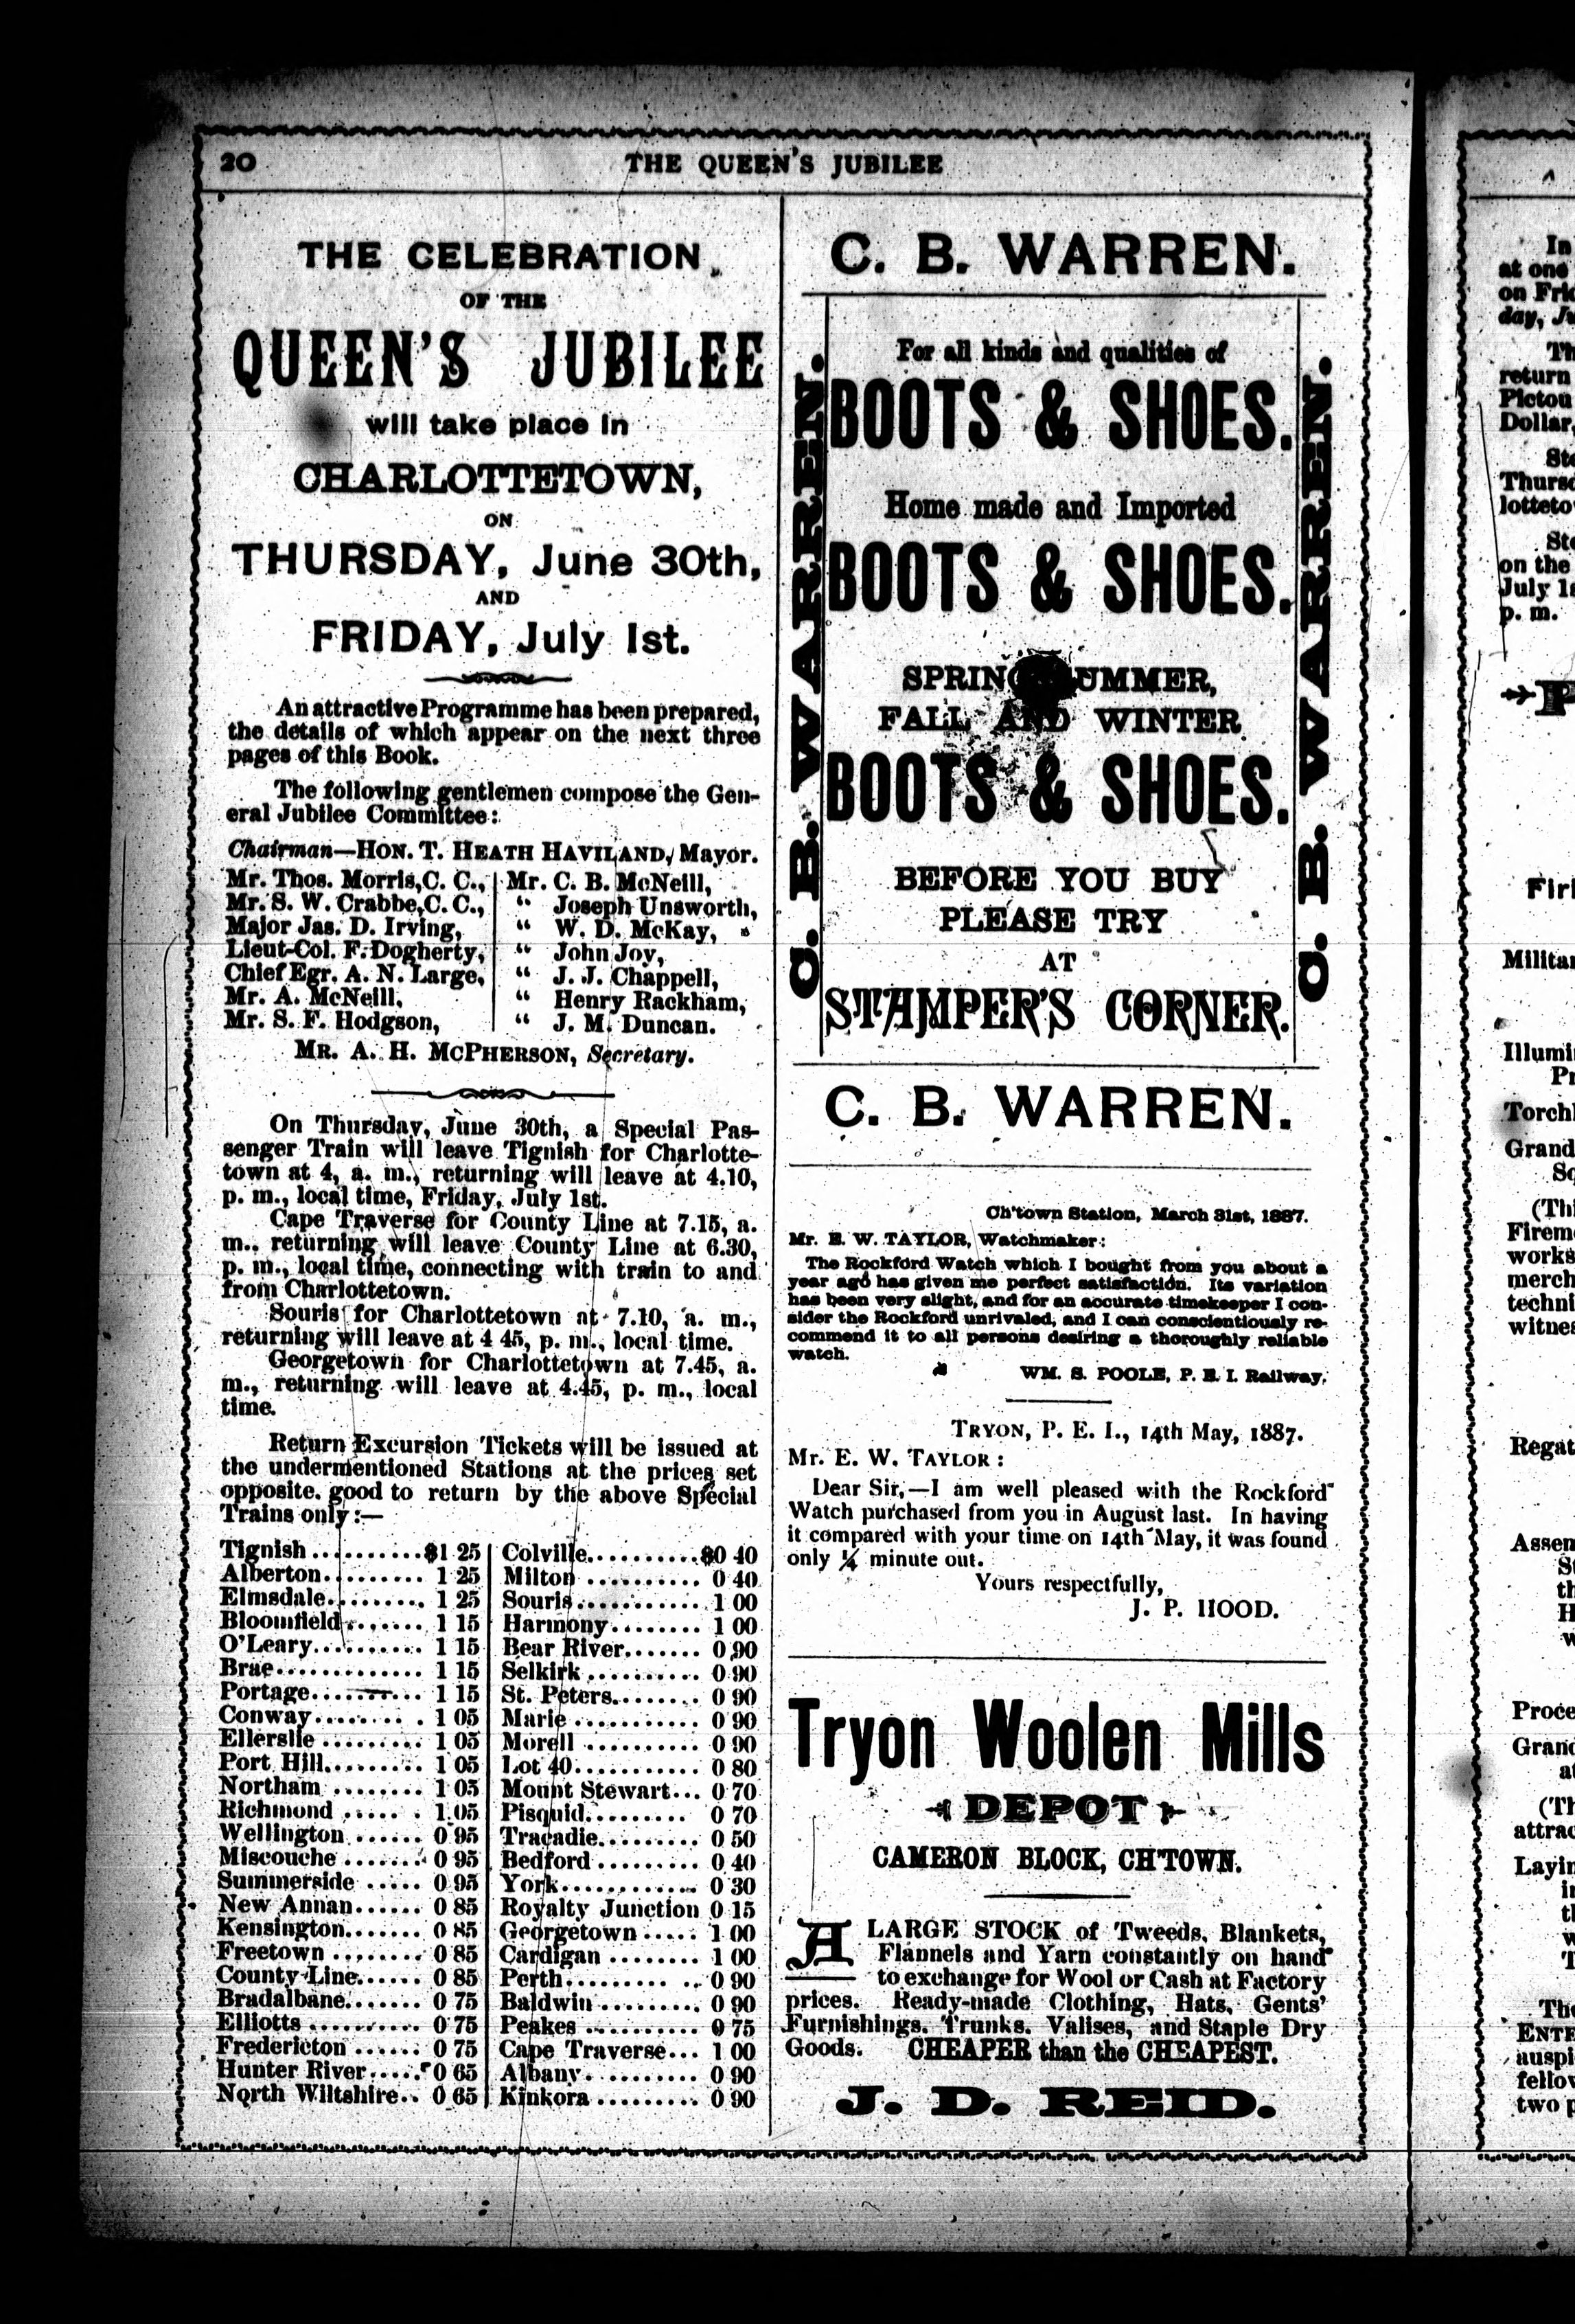 20
THE QUEEN'S JUBILEE
THE CELEBRATION
OF THE
QUEEN'S JUBILEE
will take place in
CHARLOTTETOWN,
ON
THURSDAY, June 30th,
AND
FRIDAY, July 1st.
An attractive Programme has been prepared,
the details of which appear on the next three
pages of this Book.
The following gentlemen compose the Gen-
eral Jubilee Committee:
Chairman—HON. T. HEATH HAVILAND, Mayor.
Mr. Thos. Morris, C. C.,
Mr. S. W. Crabbe, C. C.,
Major Jas. D. Irving,
Lieut-Col. F. Dogherty,
Chief Egr. A. N. Large,
Mr. A. McNeill,
Mr. S. F. Hodgson,
Mr. C. B. McNeill,
" Joseph Unsworth,
" W. D. McKay,
" John Joy,
" J. J. Chappell,
" Henry Rackham,
" J. M. Duncan.
MR. A. H. MCPHERSON, Secretary.
On Thursday, June 30th, a Special Pas-
senger Train will leave Tignish for Charlotte-
town at 4, a. m., returning will leave at 4.10,
p. m., local time, Friday, July 1st.
Cape Traverse for County Line at 7.15, a.
m., returning will leave County Line at 6.30,
p. m., local time, connecting with train to and
from Charlottetown.
Souris for Charlottetown at 7.10, a. m.,
returning will leave at 4 45, p. m., local time.
Georgetown for Charlottetown at 7.45, a.
m., returning will leave at 4.45, p. m., local
time.
Return Excursion Tickets will be issued at
the undermentioned Stations at the prices set
opposite, good to return by the above Special
Trains only:—
Tignish..........$1 25
Alberton......... 1 25
Elmsdale......... 1 25
Bloomfield....... 1 15
O'Leary.......... 1 15
Brae............. 1 15
Portage.......... 1 15
Conway.......... 1 05
Ellerslie ......... 1 05
Port Hill......... 1 05
Northam ........ 1 05
Richmond ...... 1.05
Wellington ...... 0 95
Miscouche ....... 0 95
Summerside ..... 0 95
New Annan...... 0 85
Kensington....... 0 85
Freetown ........ 0 85
County Line...... 0 85
Bradalbane....... 0 75
Elliotts .......... 0 75
Fredericton ...... 0 75
Hunter River..... 0 65
North Wiltshire.. 0 65
Colville..........$0 40
Milton .......... 0 40
Souris............ 1 00
Harmony........ 1 00
Bear River....... 0 90
Selkirk .......... 0 90
St. Peters........ 0 90
Marie ........... 0 90
Morell .......... 0 90
Lot 40........... 0 80
Mount Stewart... 0 70
Pisquid.......... 0 70
Tracadie......... 0 50
Bedford ......... 0 40
York............. 0 30
Royalty Junction 0 15
Georgetown ..... 1 00
Cardigan ........ 1 00
Perth............ 0 90
Baldwin ......... 0 90
Peakes .......... 0 75
Cape Traverse... 1 00
Albany.......... 0 90
Kinkora ......... 0 90
C. B. WARREN.
C. B. WARREN.
For all kinds and qualities of
BOOTS & SHOES.
Home made and Imported
BOOTS & SHOES.
SPRING SUMMER,
FALL AND WINTER
BOOTS & SHOES.
BEFORE YOU BUY
PLEASE TRY
AT
STAMPER'S CORNER.
C. B. WARREN.
C. B. WARREN.
Ch'town Station, March 31st, 1887.
Mr. E. W. TAYLOR, Watchmaker:
The Rockford Watch which I bought from you about a
year ago has given me perfect satisfaction. Its variation
has been very slight, and for an accurate timekeeper I con-
sider the Rockford unrivaled, and I can conscientiously re-
commend it to all persons desiring a thoroughly reliable
watch.
WM. S. POOLE, P. E. I. Railway.
TRYON, P. E. I., 14th May, 1887.
Mr. E. W. TAYLOR :
Dear Sir,—I am well pleased with the Rockford
Watch purchased from you in August last. In having
it compared with your time on 14th May, it was found
only ¼ minute out.
Yours respectfully,
J. P. HOOD.
Tryon Woolen Mills
DEPOT
CAMERON BLOCK, CH'TOWN.
A LARGE STOCK of Tweeds, Blankets,
Flannels and Yarn constantly on hand
to exchange for Wool or Cash at Factory
prices. Ready-made Clothing, Hats, Gents'
Furnishings, Trunks, Valises, and Staple Dry
Goods. CHEAPER than the CHEAPEST.
J. D. REID.
In
at one
on
day,
return
Pictou
Dollar,
on the
p. m.